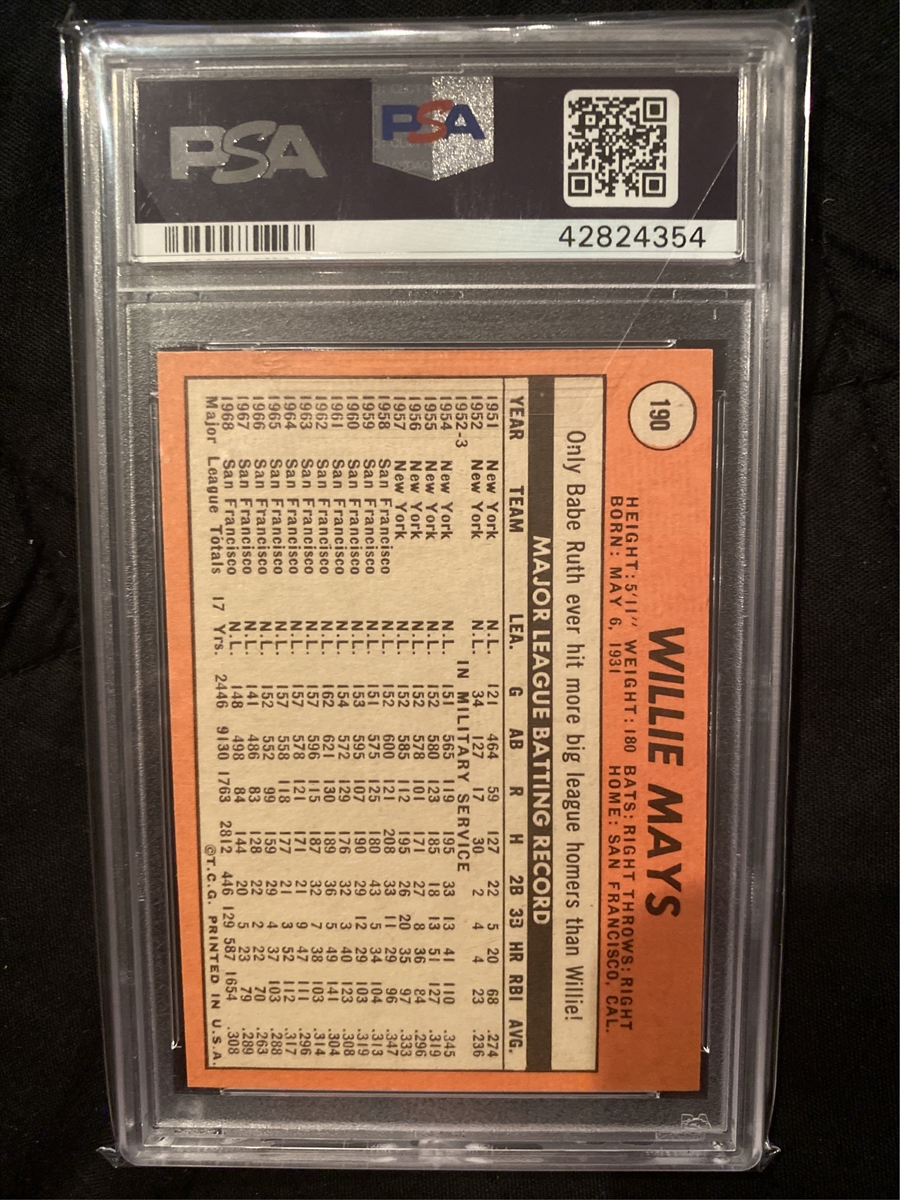 PSA
PSA
42824354
190
WILLIE MAYS
HEIGHT: 5'11" WEIGHT: 180 BATS: RIGHT THROWS: RIGHT
BORN: MAY 6, 1931 HOME: SAN FRANCISCO, CAL.
Only Babe Ruth ever hit more big league homers than Willie!
MAJOR LEAGUE BATTING RECORD
YEAR TEAM LEA. G AB R H 2B 3B HR RBI AVG.
1951 New York N.L. 121 464 59 127 22 5 20 68 .274
1952 New York N.L. 34 127 17 30 2 4 4 23 .236
1952-3 IN MILITARY SERVICE
1954 New York N.L. 151 565 119 195 33 13 41 110 .345
1955 New York N.L. 152 580 123 185 18 13 51 127 .319
1956 New York N.L. 152 578 101 171 27 8 36 84 .296
1957 New York N.L. 152 585 112 195 26 20 35 97 .333
1958 San Francisco N.L. 152 600 121 208 33 11 29 96 .347
1959 San Francisco N.L. 151 575 125 180 43 5 34 104 .313
1960 San Francisco N.L. 153 595 107 190 29 12 29 103 .319
1961 San Francisco N.L. 154 572 129 176 32 3 40 123 .308
1962 San Francisco N.L. 162 621 130 189 36 5 49 141 .304
1963 San Francisco N.L. 157 596 115 187 32 7 38 103 .314
1964 San Francisco N.L. 157 578 121 171 21 9 47 111 .296
1965 San Francisco N.L. 157 558 118 177 21 3 52 112 .317
1966 San Francisco N.L. 152 552 99 159 29 4 37 103 .288
1967 San Francisco N.L. 141 486 83 128 22 2 22 70 .263
1968 San Francisco N.L. 148 498 84 144 20 5 23 79 .289
Major League Totals 17 Yrs. 2446 9130 1763 2812 446 129 587 1654 .308
©T.C.G. PRINTED IN U.S.A.